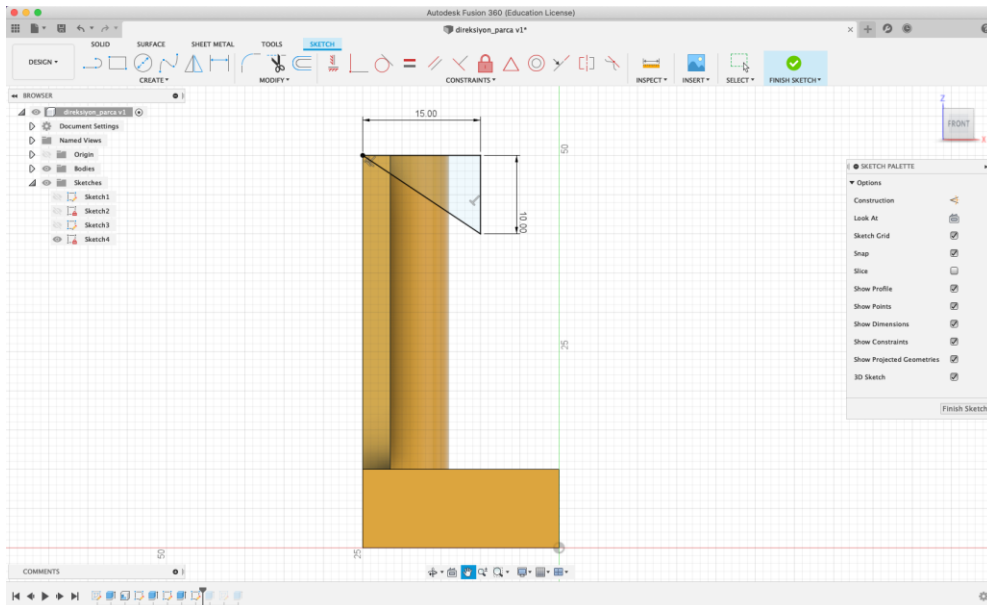 Autodesk Fusion 360 (Education License)
direksiyon_parca v1*
SOLID SURFACE SHEET METAL TOOLS SKETCH
DESIGN
CREATE MODIFY CONSTRAINTS INSPECT INSERT SELECT FINISH SKETCH
BROWSER
direksiyon_parca v1
Document Settings
Named Views
Origin
Bodies
Sketches
Sketch1
Sketch2
Sketch3
Sketch4
15.00
10.00
50
25
50
25
Z
FRONT
X
SKETCH PALETTE
Options
Construction
Look At
Sketch Grid
Snap
Slice
Show Profile
Show Points
Show Dimensions
Show Constraints
Show Projected Geometries
3D Sketch
Finish Sketch
COMMENTS